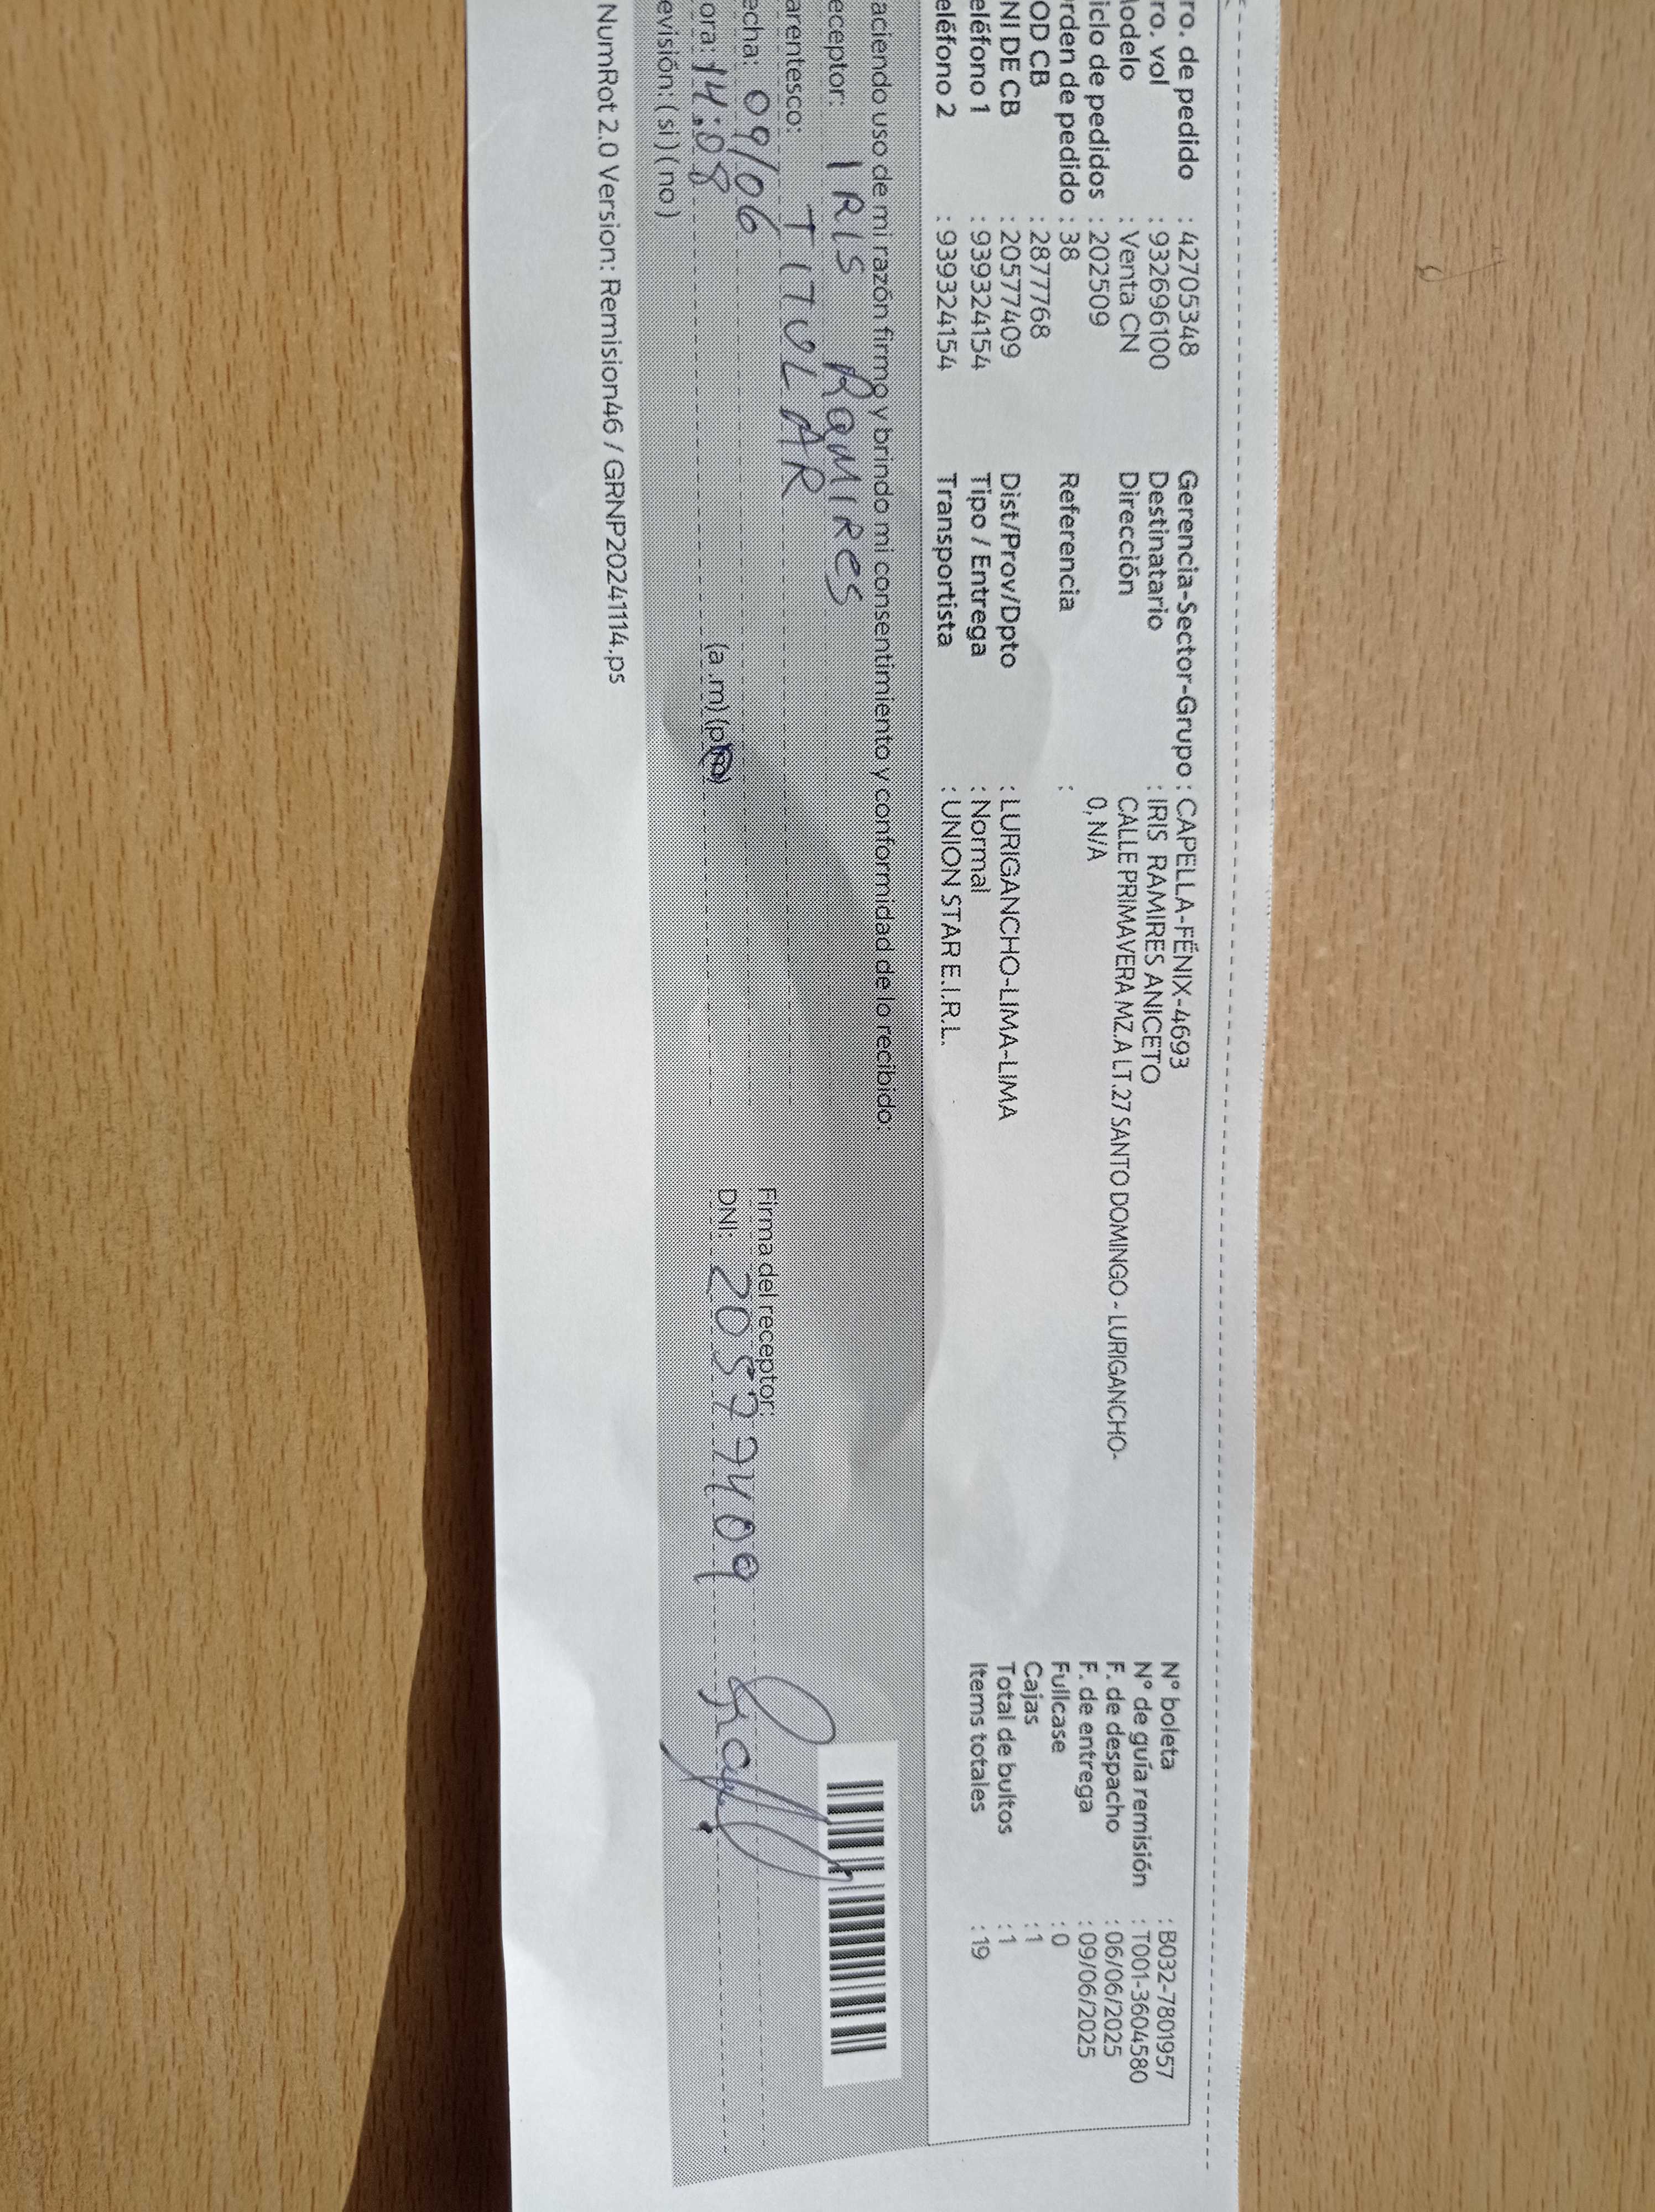 ro. de pedido : 42705348
ro. vol : 932696100
odelo : Venta CN
iclo de pedidos : 202509
rden de pedido : 38
OD CB : 2877768
NI DE CB : 20577409
eléfono 1 : 939324154
eléfono 2 : 939324154
Gerencia-Sector-Grupo : CAPELLA-FÉNIX-4693
Destinatario : IRIS RAMIRES ANICETO
Dirección CALLE PRIMAVERA MZ.A LT.27 SANTO DOMINGO - LURIGANCHO-
0, N/A
Referencia :
Dist/Prov/Dpto : LURIGANCHO-LIMA-LIMA
Tipo / Entrega : Normal
Transportista : UNION STAR E.I.R.L.
N° boleta : B032-7801957
N° de guía remisión : T001-3604580
F. de despacho : 06/06/2025
F. de entrega : 09/06/2025
Fullcase : 0
Cajas : 1
Total de bultos : 1
Items totales : 19
aciendo uso de mi razón firmo y brindo mi consentimiento y conformidad de lo recibido:
eceptor: IRIS RamiRes
arentesco: TITULAR
echa: 09/06
ora: 14:08 (a .m) (p.m)
evisión: ( si ) ( no )
Firma del receptor:
DNI: 20577409
NumRot 2.0 Version: Remision46 / GRNP20241114.ps